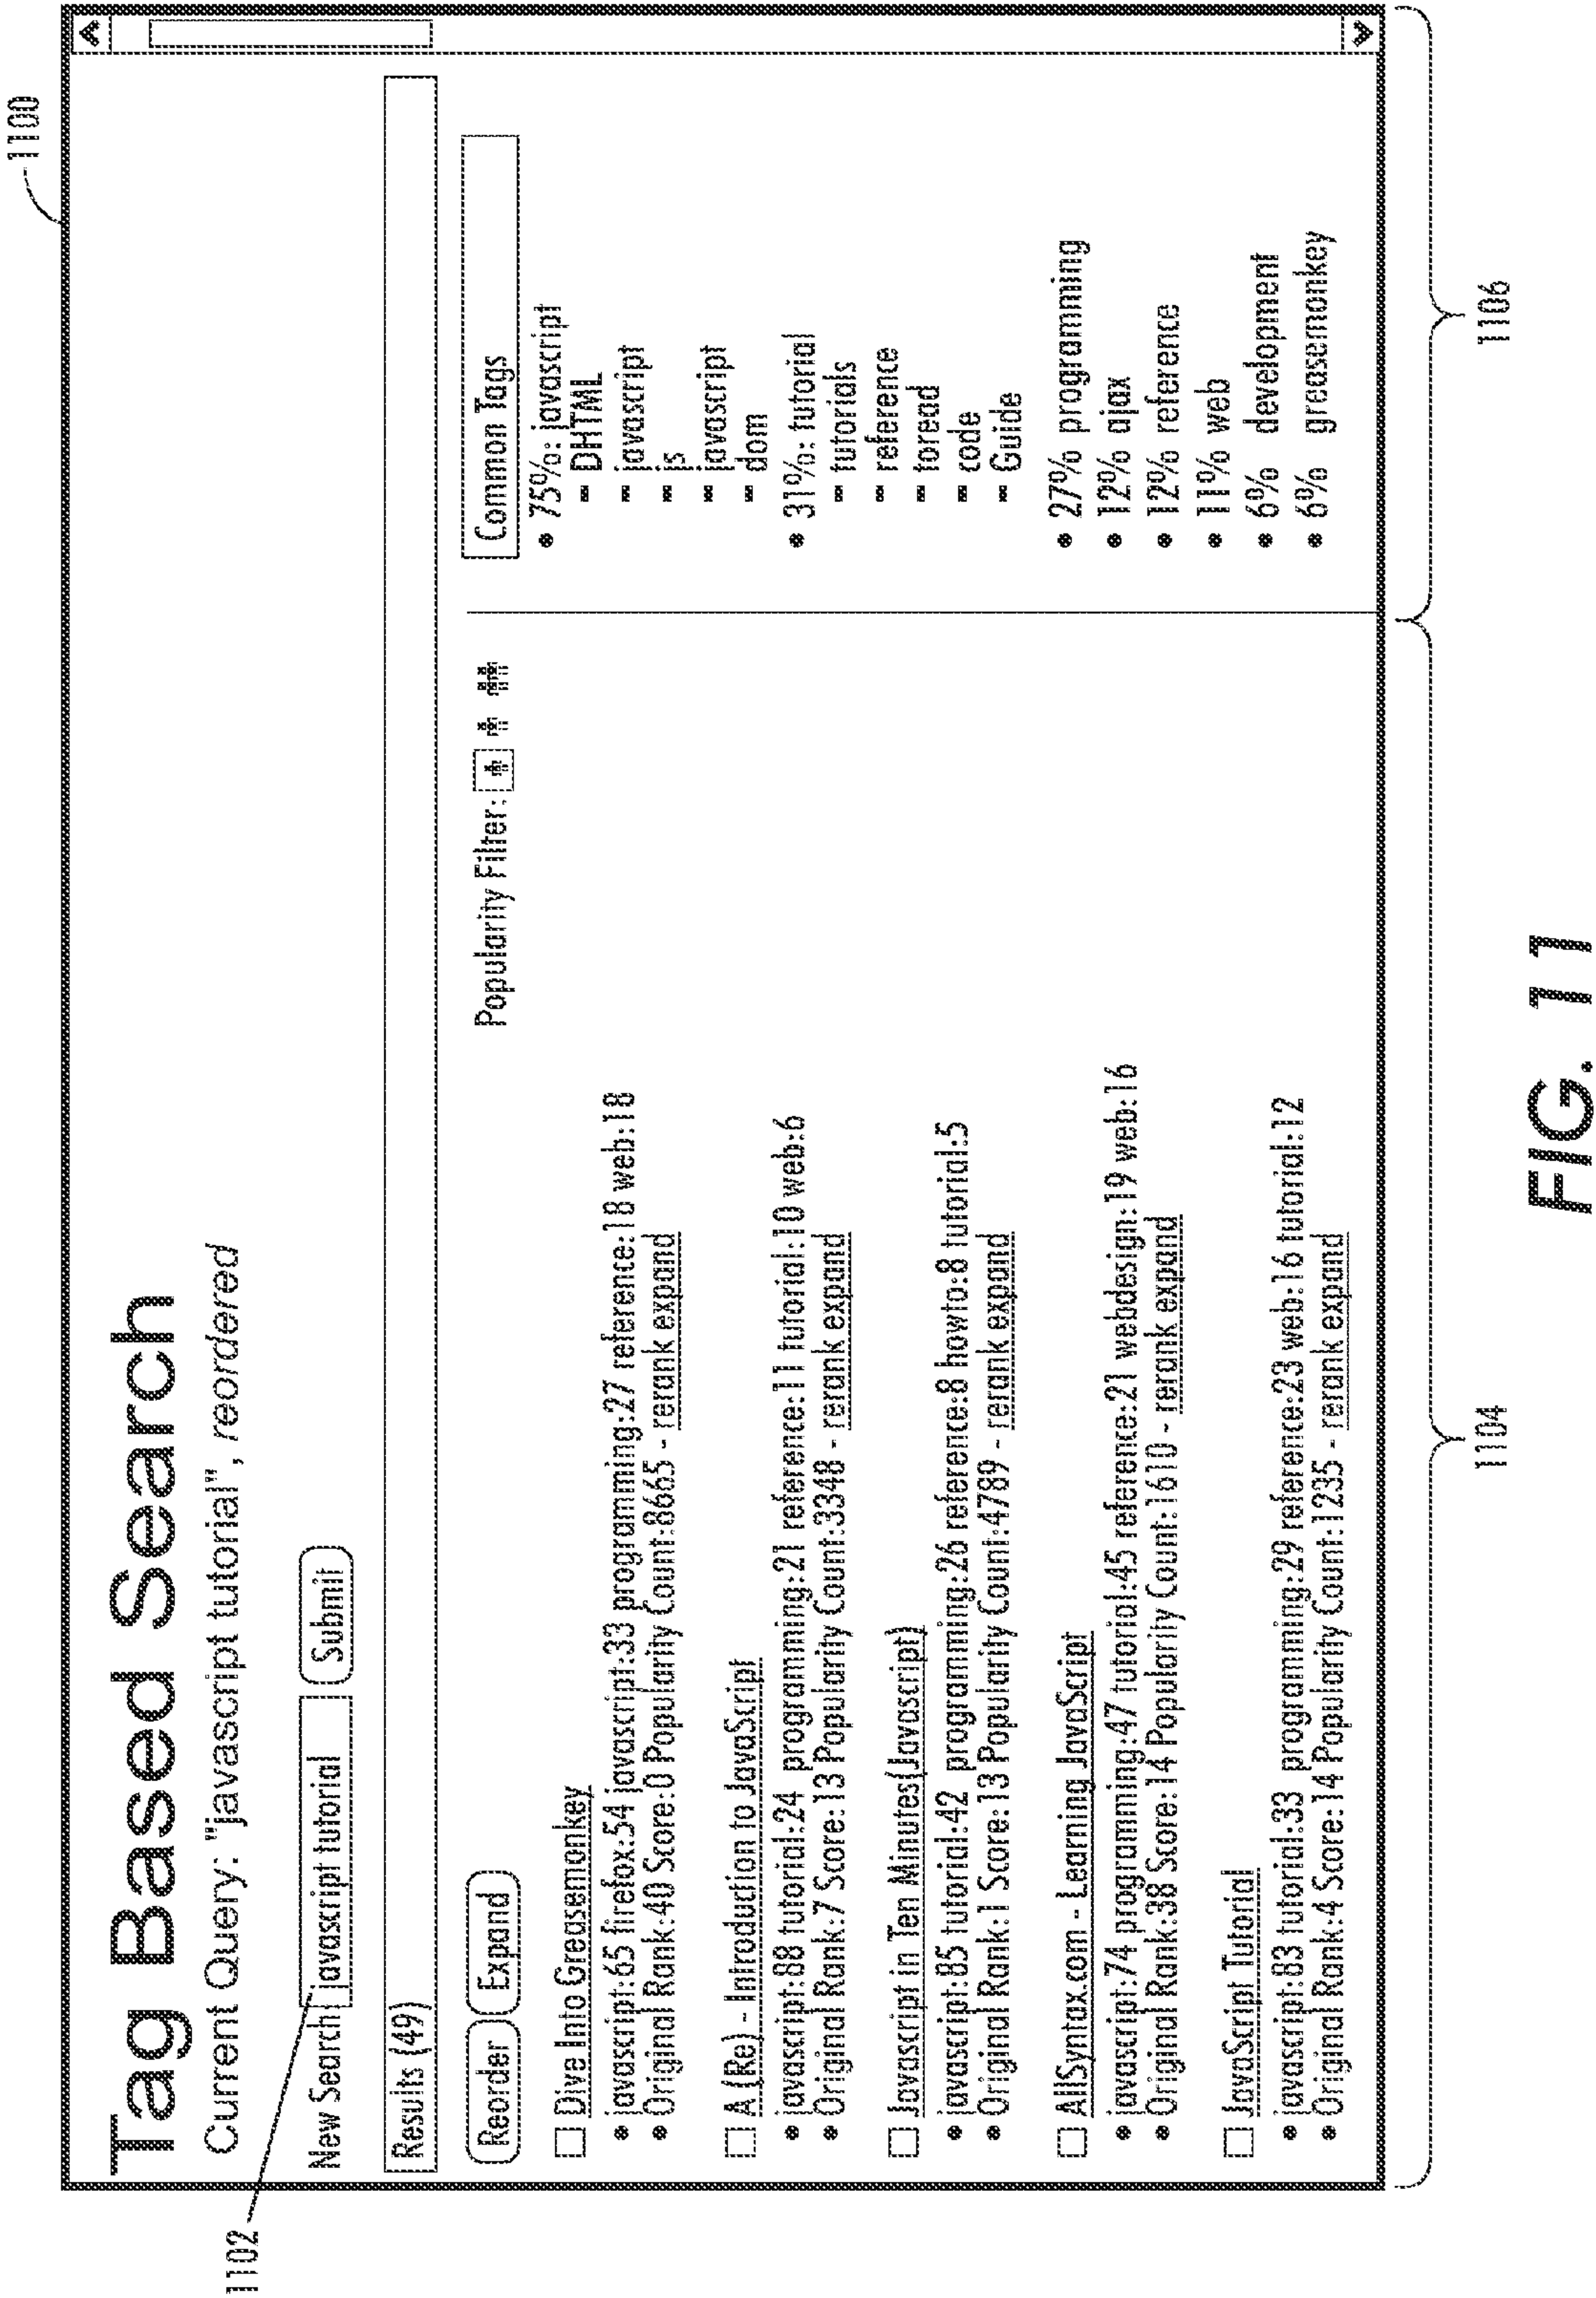 1100
Tag Based Search
Current Query: "javascript tutorial", reordered
1102
New Search javascript tutorial Submit
Results (49)
Reorder Expand Popularity Filter:
Dive Into Greasemonkey
• javascript:65 firefox:54 javascript:33 programming:27 reference:18 web:18
• Original Rank:40 Score:0 Popularity Count:8665 - rerank expand
A (Re) - Introduction to JavaScript
• javascript:88 tutorial:24 programming:21 reference:11 tutorial:10 web:6
• Original Rank:7 Score:13 Popularity Count:3348 - rerank expand
Javascript in Ten Minutes(Javascript)
• javascript:85 tutorial:42 programming:26 reference:8 howto:8 tutorial:5
• Original Rank:1 Score:13 Popularity Count:4789 - rerank expand
AllSyntax.com - Learning JavaScript
• javascript:74 programming:47 tutorial:45 reference:21 webdesign:19 web:16
• Original Rank:38 Score:14 Popularity Count:1610 - rerank expand
JavaScript Tutorial
• javascript:83 tutorial:33 programming:29 reference:23 web:16 tutorial:12
• Original Rank:4 Score:14 Popularity Count:1235 - rerank expand
Common Tags
• 75%: javascript
- DHTML
- javascript
- js
- javascript
- dom
• 31%: tutorial
- tutorials
- reference
- toread
- code
- Guide
• 27% programming
• 12% ajax
• 12% reference
• 11% web
• 6% development
• 6% greasemonkey
1104
1106
FIG. 11